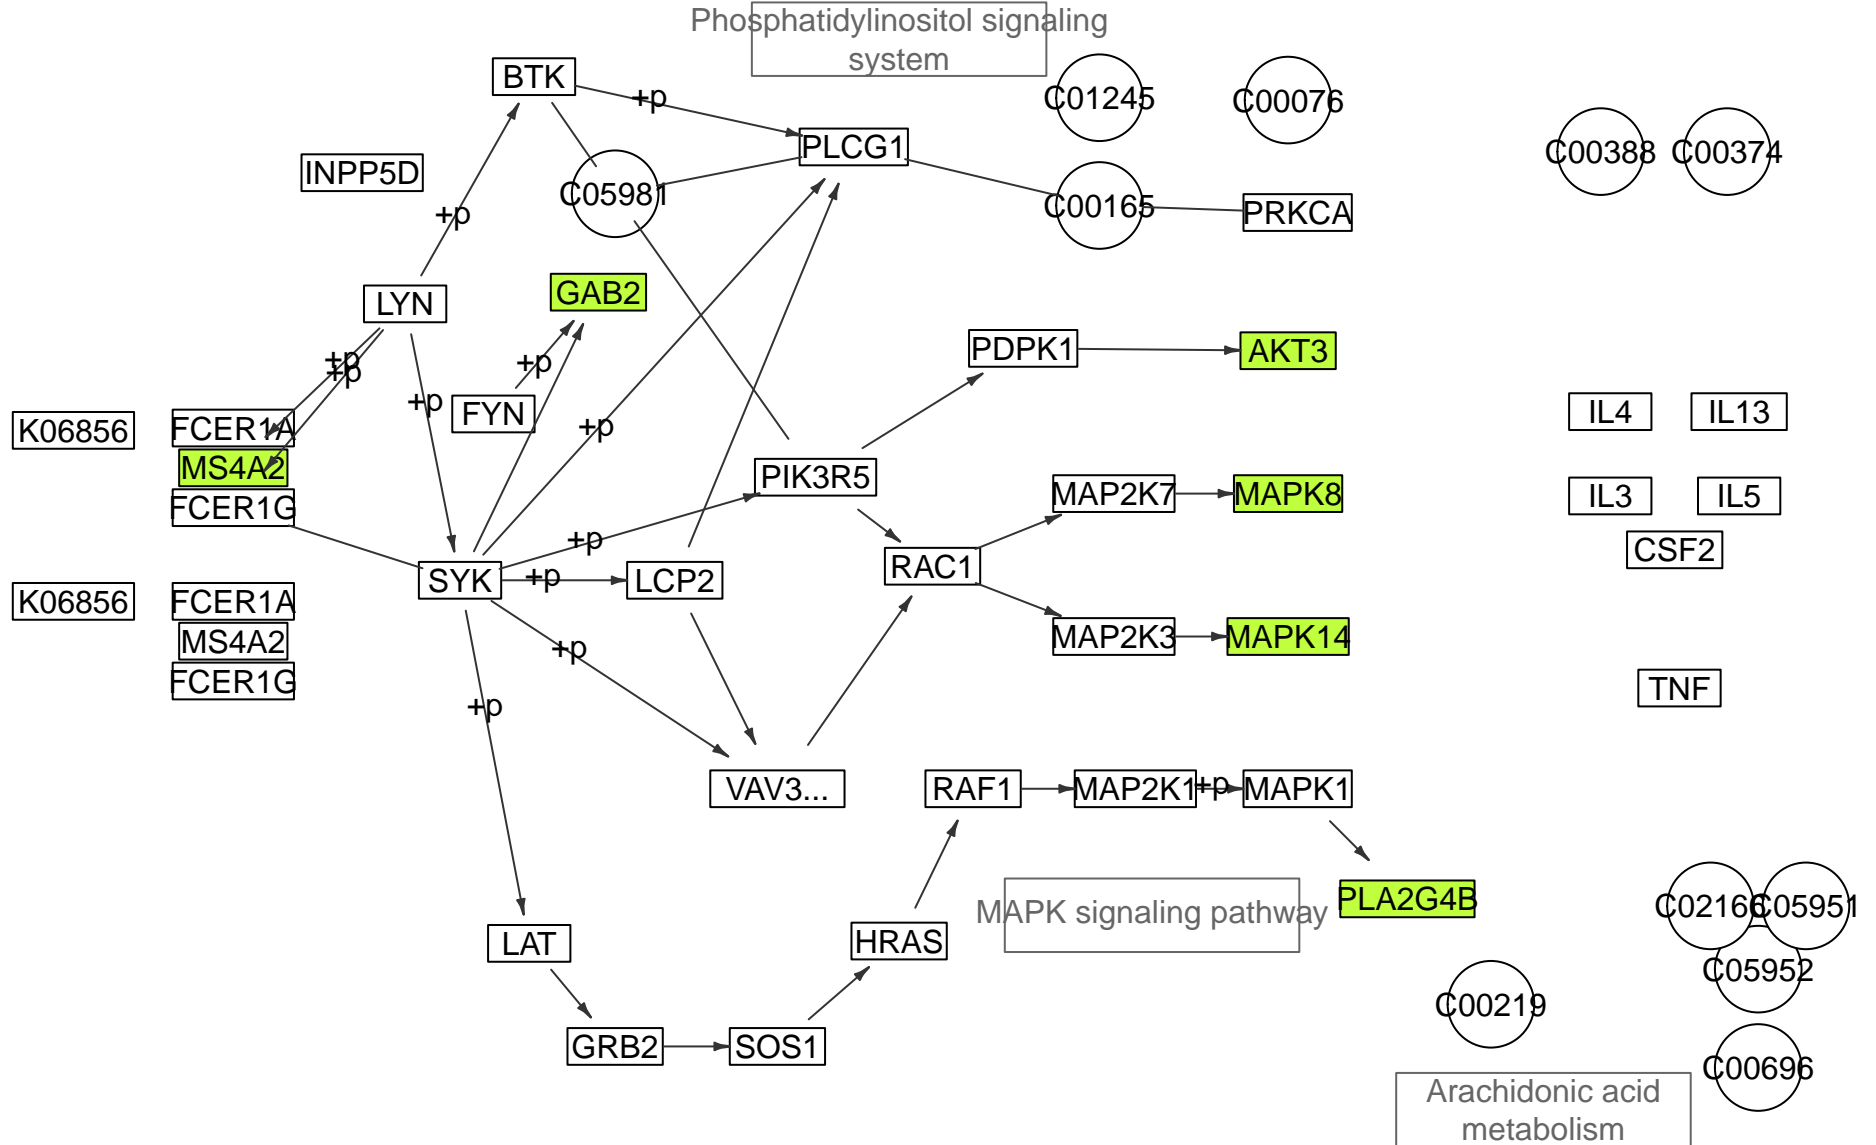 Phosphatidylinositol signaling
system
BTK
+p
C01245
C00076
PLCG1
C00388
C00374
INPP5D
C05981
C00165
PRKCA
+p
LYN
GAB2
PDPK1
AKT3
+p
+p
+p
+p
FYN
+p
K06856
FCER1A
IL4
IL13
MS4A2
PIK3R5
MAP2K7
MAPK8
IL3
IL5
FCER1G
+p
CSF2
SYK
+p
LCP2
RAC1
K06856
FCER1A
MS4A2
+p
MAP2K3
MAPK14
FCER1G
TNF
+p
VAV3...
RAF1
MAP2K1
+p
MAPK1
PLA2G4B
MAPK signaling pathway
C02166
C05951
LAT
HRAS
C05952
C00219
GRB2
SOS1
C00696
Arachidonic acid
metabolism